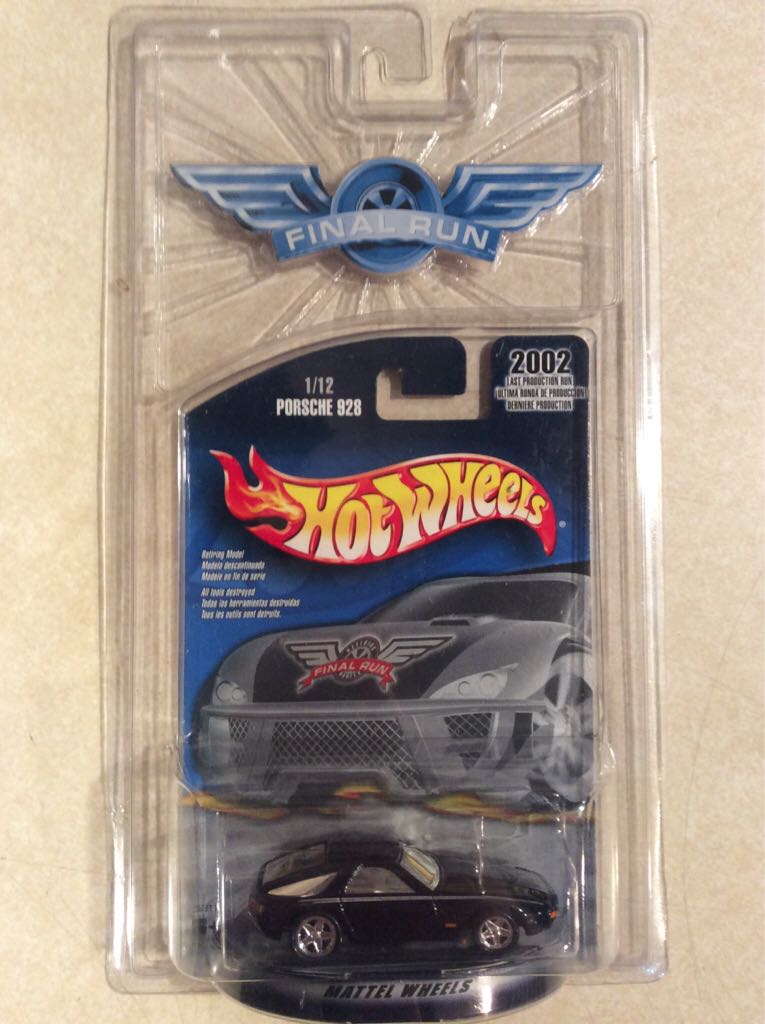 FINAL RUN
1/12
PORSCHE 928
2002
LAST PRODUCTION RUN
ULTIMA RONDA DE PRODUCCIÓN
DERNIERE PRODUCTION
HOT WHEELS®
Retiring Model
Modelo descontinuado
Modele en fin de serie
All tools destroyed
Todas las herramientas destruidas
Tous les outils sont detruits.
FINAL RUN
MATTEL WHEELS